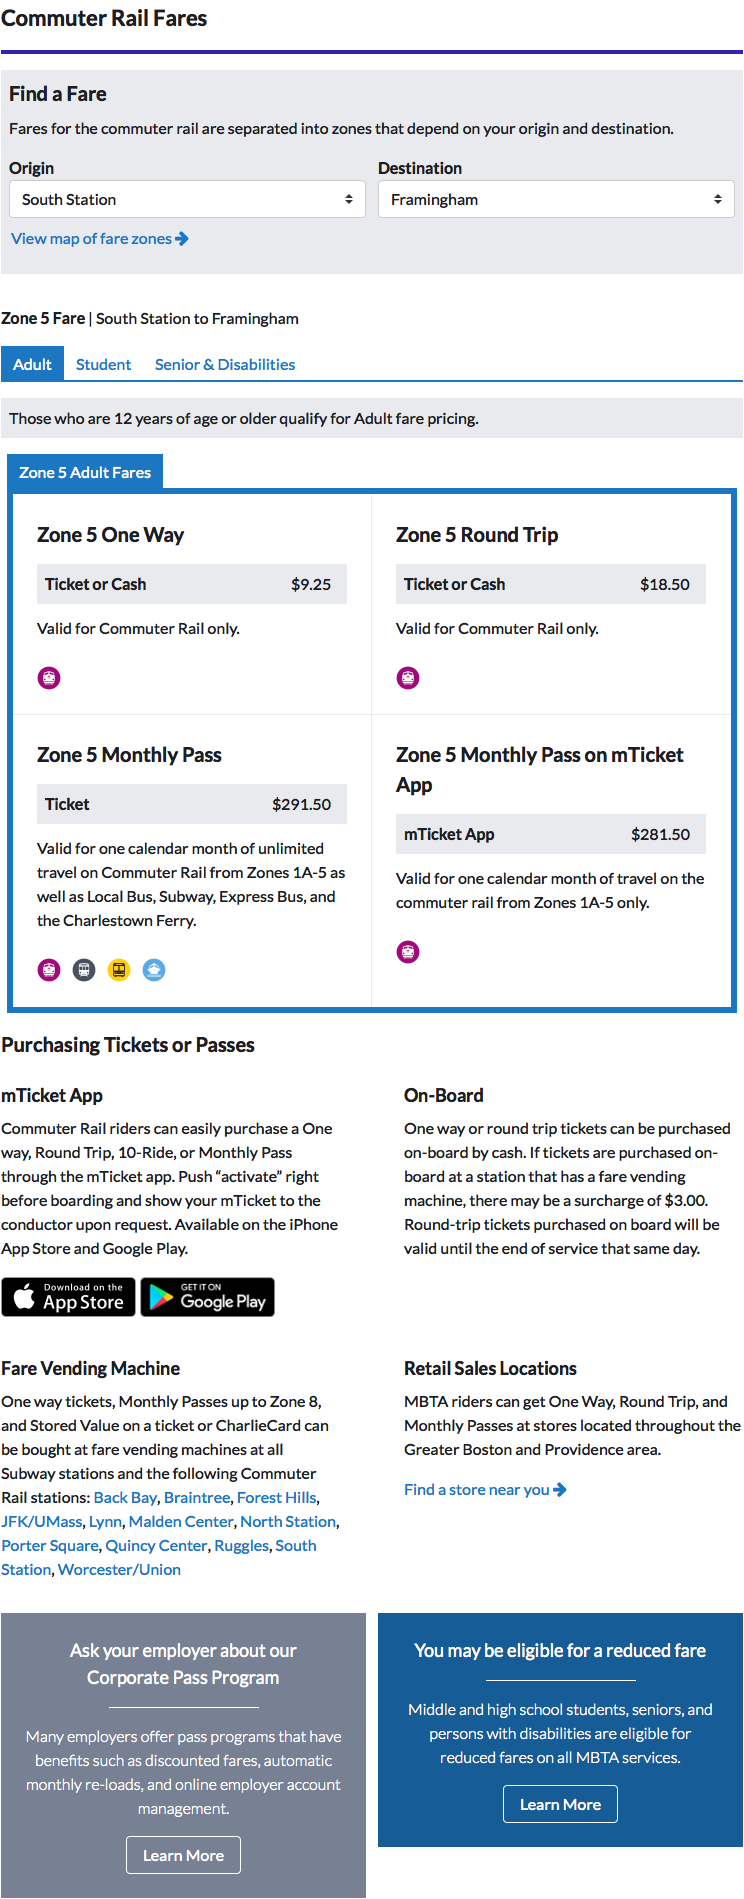 Commuter Rail Fares
Find a Fare
Fares for the commuter rail are separated into zones that depend on your origin and destination.
Origin
South Station
Destination
Framingham
View map of fare zones
Zone 5 Fare | South Station to Framingham
Adult
Student
Senior & Disabilities
Those who are 12 years of age or older qualify for Adult fare pricing.
Zone 5 Adult Fares
Zone 5 One Way
Ticket or Cash $9.25
Valid for Commuter Rail only.
Zone 5 Round Trip
Ticket or Cash $18.50
Valid for Commuter Rail only.
Zone 5 Monthly Pass
Ticket $291.50
Valid for one calendar month of unlimited
travel on Commuter Rail from Zones 1A-5 as
well as Local Bus, Subway, Express Bus, and
the Charlestown Ferry.
Zone 5 Monthly Pass on mTicket
App
mTicket App $281.50
Valid for one calendar month of travel on the
commuter rail from Zones 1A-5 only.
Purchasing Tickets or Passes
mTicket App
Commuter Rail riders can easily purchase a One
way, Round Trip, 10-Ride, or Monthly Pass
through the mTicket app. Push “activate” right
before boarding and show your mTicket to the
conductor upon request. Available on the iPhone
App Store and Google Play.
Download on the
App Store
GET IT ON
Google Play
On-Board
One way or round trip tickets can be purchased
on-board by cash. If tickets are purchased on-
board at a station that has a fare vending
machine, there may be a surcharge of $3.00.
Round-trip tickets purchased on board will be
valid until the end of service that same day.
Fare Vending Machine
One way tickets, Monthly Passes up to Zone 8,
and Stored Value on a ticket or CharlieCard can
be bought at fare vending machines at all
Subway stations and the following Commuter
Rail stations: Back Bay, Braintree, Forest Hills,
JFK/UMass, Lynn, Malden Center, North Station,
Porter Square, Quincy Center, Ruggles, South
Station, Worcester/Union
Retail Sales Locations
MBTA riders can get One Way, Round Trip, and
Monthly Passes at stores located throughout the
Greater Boston and Providence area.
Find a store near you
Ask your employer about our
Corporate Pass Program
Many employers offer pass programs that have
benefits such as discounted fares, automatic
monthly re-loads, and online employer account
management.
Learn More
You may be eligible for a reduced fare
Middle and high school students, seniors, and
persons with disabilities are eligible for
reduced fares on all MBTA services.
Learn More